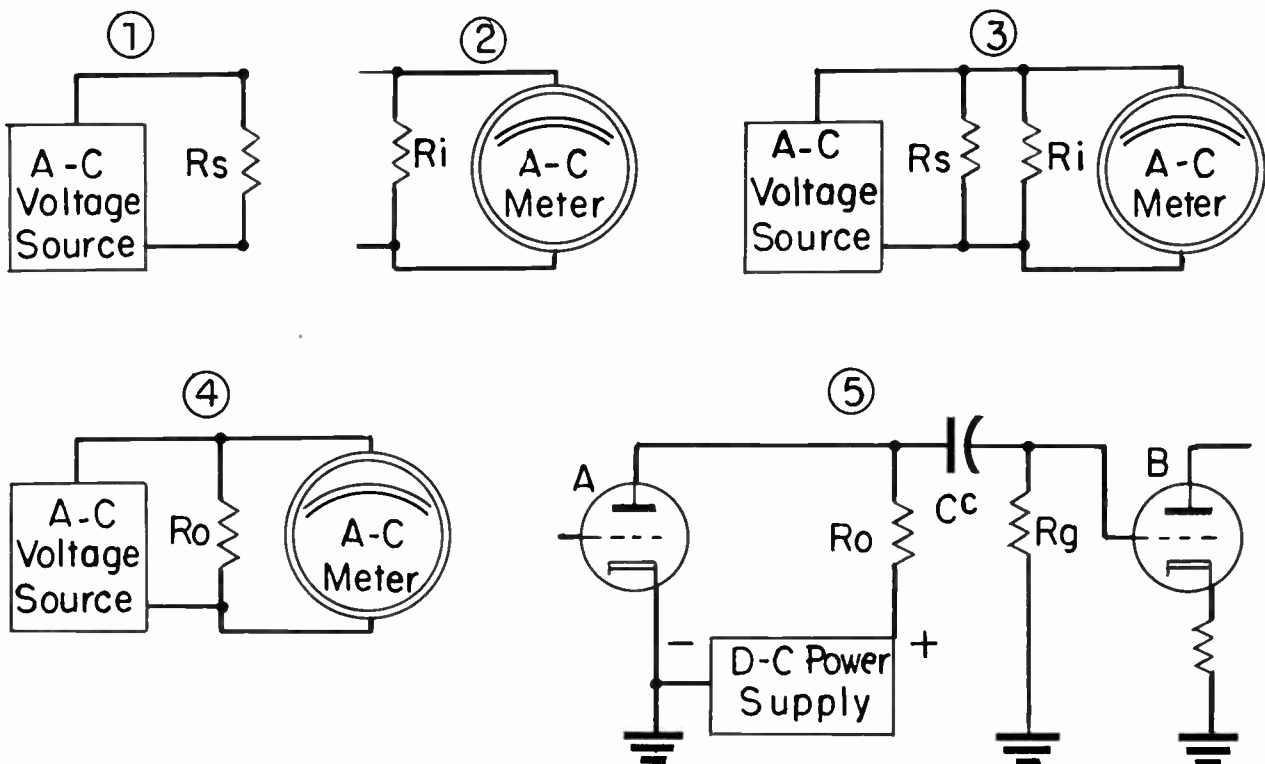 ①
②
③
A-C
Voltage
Source
Rs
Ri
A-C
Meter
A-C
Voltage
Source
Rs
Ri
A-C
Meter
④
⑤
A-C
Voltage
Source
Ro
A-C
Meter
A
Ro
Cc
Rg
B
-
+
D-C Power
Supply